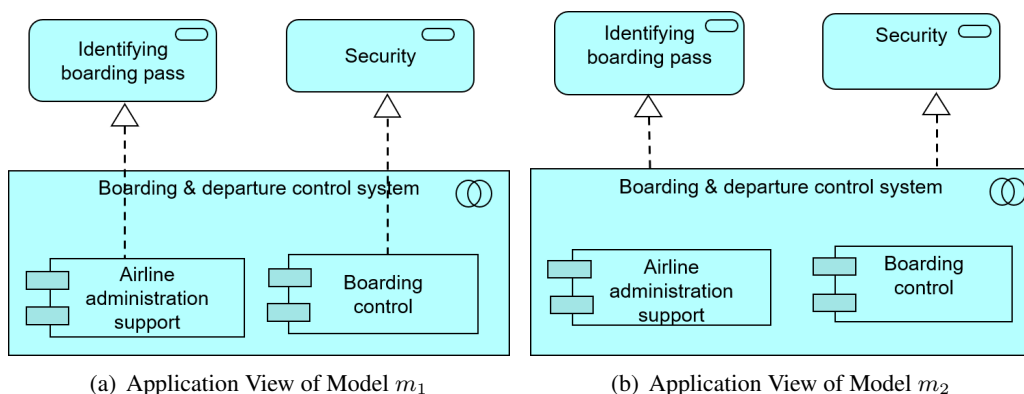 Identifying
boarding pass
Security
Boarding & departure control system
Airline
administration
support
Boarding
control
(a) Application View of Model m1
Identifying
boarding pass
Security
Boarding & departure control system
Airline
administration
support
Boarding
control
(b) Application View of Model m2